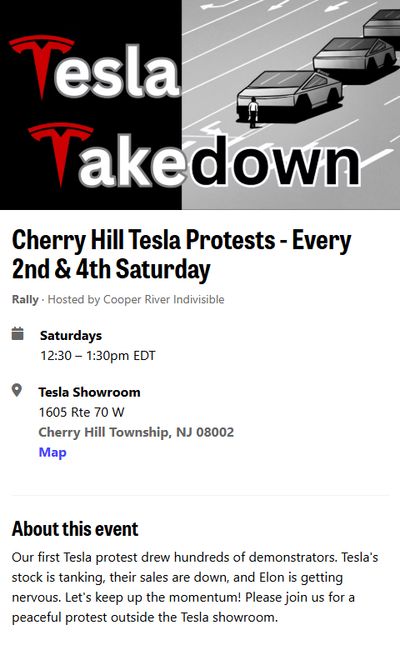 Tesla
Takedown
Cherry Hill Tesla Protests - Every
2nd & 4th Saturday
Rally · Hosted by Cooper River Indivisible
Saturdays
12:30 – 1:30pm EDT
Tesla Showroom
1605 Rte 70 W
Cherry Hill Township, NJ 08002
Map
About this event
Our first Tesla protest drew hundreds of demonstrators. Tesla's
stock is tanking, their sales are down, and Elon is getting
nervous. Let's keep up the momentum! Please join us for a
peaceful protest outside the Tesla showroom.